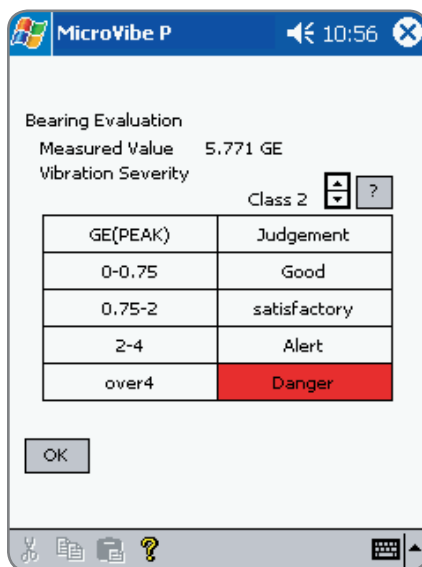 MicroVibe P 10:56
Bearing Evaluation
Measured Value 5.771 GE
Vibration Severity
Class 2 ?
GE(PEAK) Judgement
0-0.75 Good
0.75-2 satisfactory
2-4 Alert
over4 Danger
OK